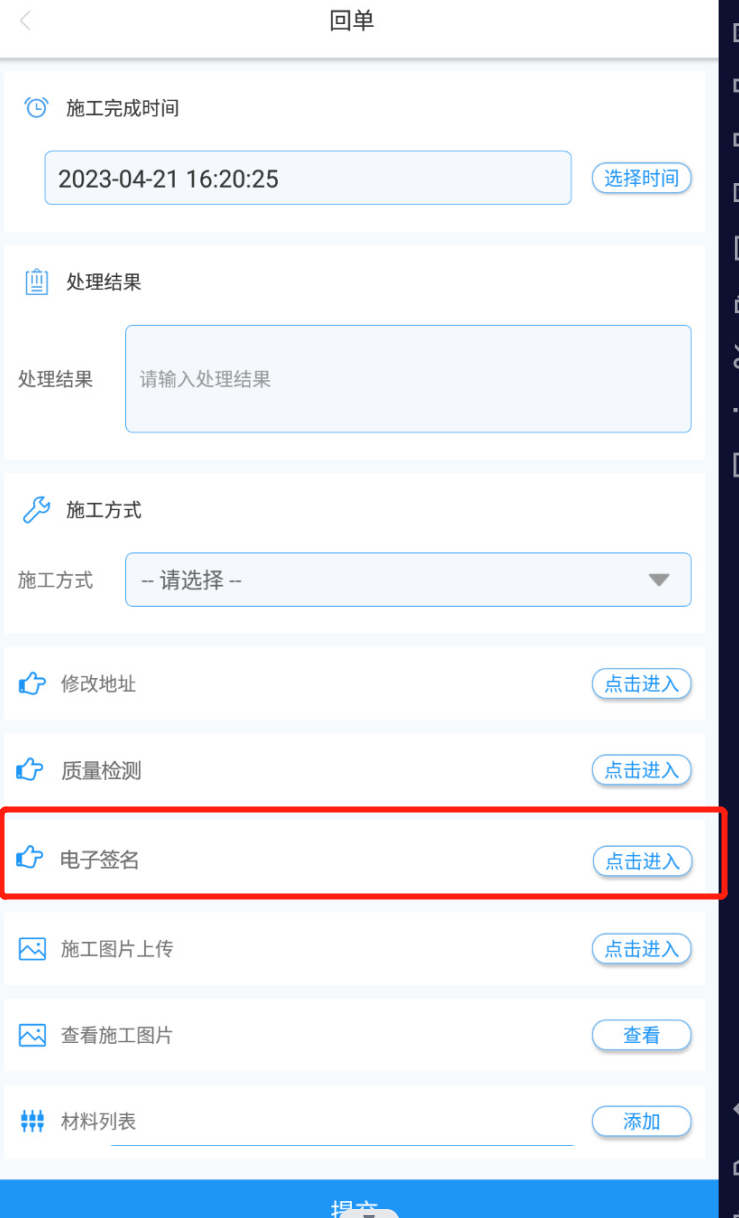 回单
施工完成时间
2023-04-21 16:20:25
选择时间
处理结果
处理结果
请输入处理结果
施工方式
施工方式
-- 请选择 --
修改地址
点击进入
质量检测
点击进入
电子签名
点击进入
施工图片上传
点击进入
查看施工图片
查看
材料列表
添加